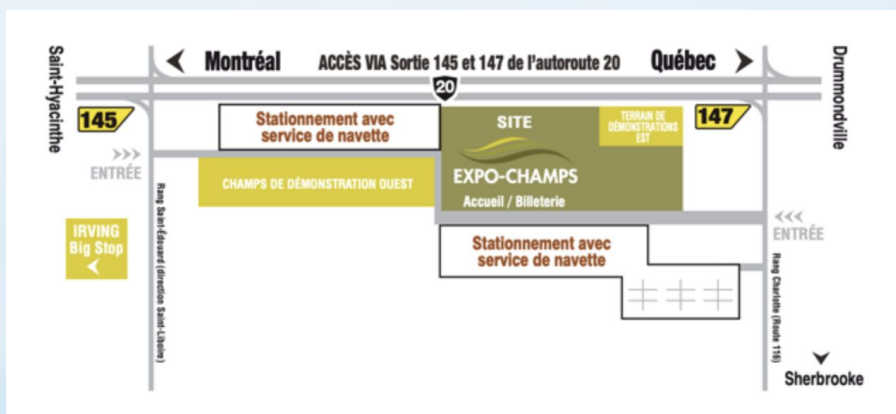 Montréal
ACCÈS VIA Sortie 145 et 147 de l'autoroute 20
Québec
Saint-Hyacinthe
Drummondville
20
145
Stationnement avec
service de navette
SITE
EXPO-CHAMPS
Accueil / Billeterie
TERRAIN DE
DÉMONSTRATIONS
EST
147
ENTRÉE
CHAMPS DE DÉMONSTRATION OUEST
IRVING
Big Stop
Rang Saint-Édouard (direction Saint-Liboire)
Stationnement avec
service de navette
ENTRÉE
Rang Charlotte (Route 116)
Sherbrooke